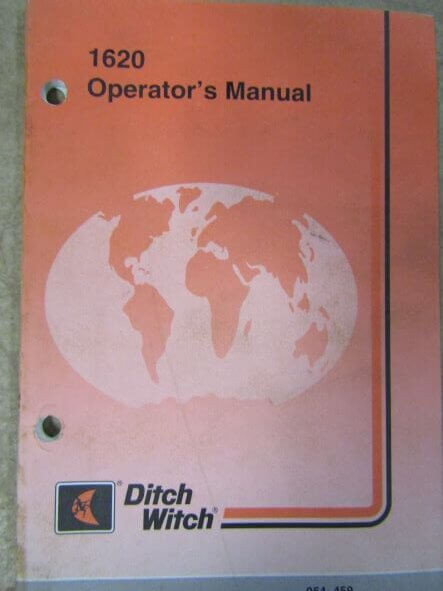 1620
Operator's Manual
Ditch
Witch®